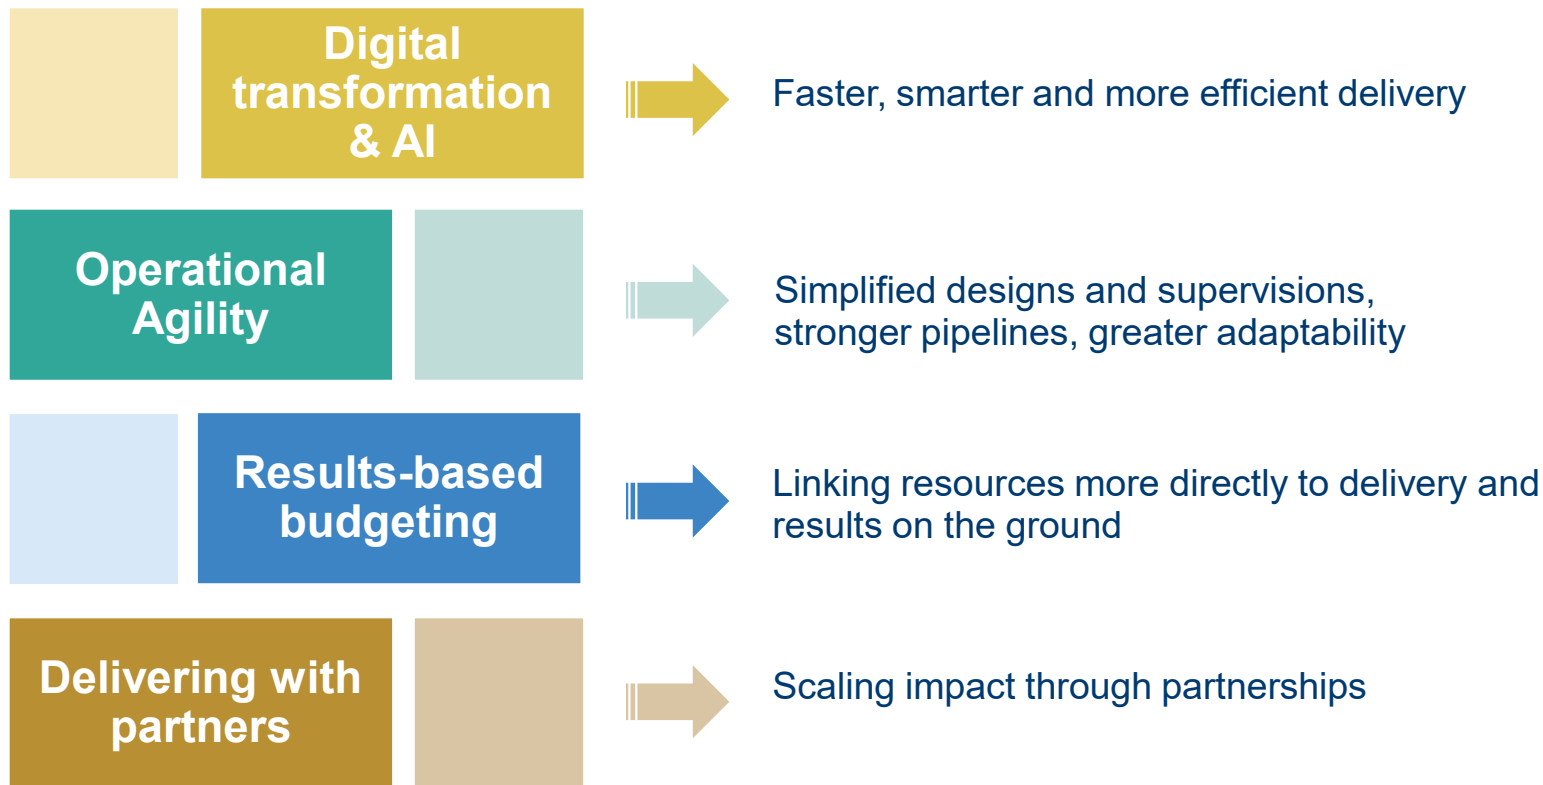 Digital
transformation
& AI
Faster, smarter and more efficient delivery
Operational
Agility
Simplified designs and supervisions,
stronger pipelines, greater adaptability
Results-based
budgeting
Linking resources more directly to delivery and
results on the ground
Delivering with
partners
Scaling impact through partnerships